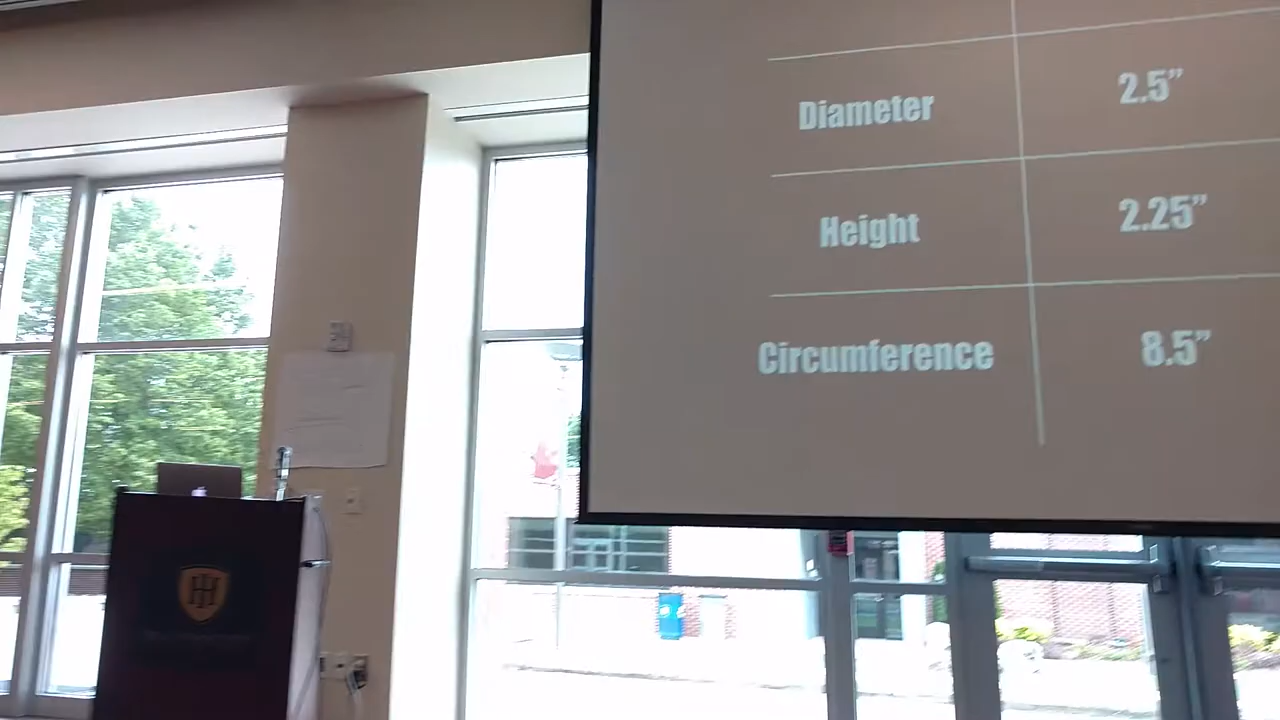 Diameter 2.5”
Height 2.25”
Circumference 8.5”